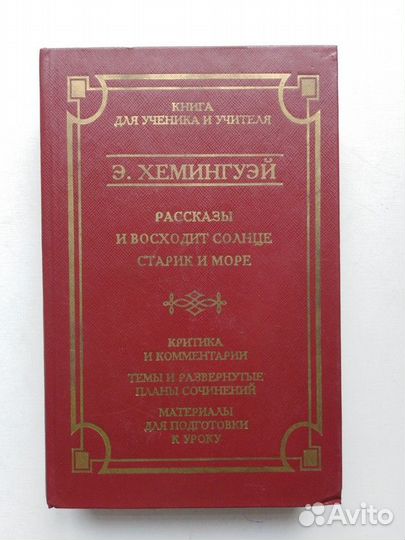 КНИГА
ДЛЯ УЧЕНИКА И УЧИТЕЛЯ
Э. ХЕМИНГУЭЙ
РАССКАЗЫ
И ВОСХОДИТ СОЛНЦЕ
СТАРИК И МОРЕ
КРИТИКА
И КОММЕНТАРИИ
ТЕМЫ И РАЗВЕРНУТЫЕ
ПЛАНЫ СОЧИНЕНИЙ
МАТЕРИАЛЫ
ДЛЯ ПОДГОТОВКИ
К УРОКУ
Avito